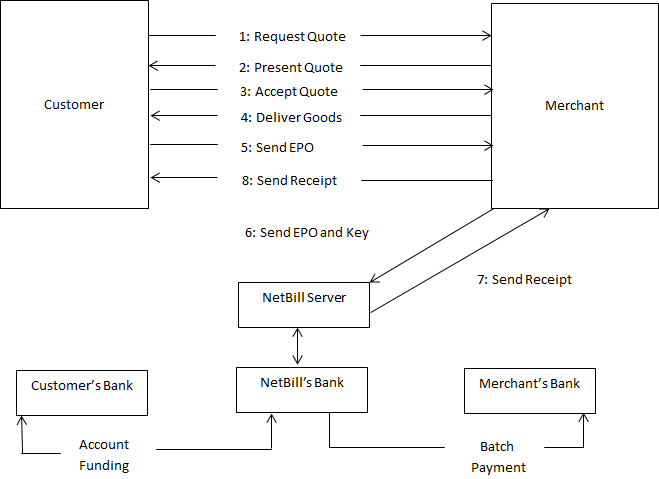 1: Request Quote
2: Present Quote
Customer
3: Accept Quote
Merchant
4: Deliver Goods
5: Send EPO
8: Send Receipt
6: Send EPO and Key
7: Send Receipt
NetBill Server
Customer's Bank
NetBill's Bank
Merchant's Bank
Account
Funding
Batch
Payment